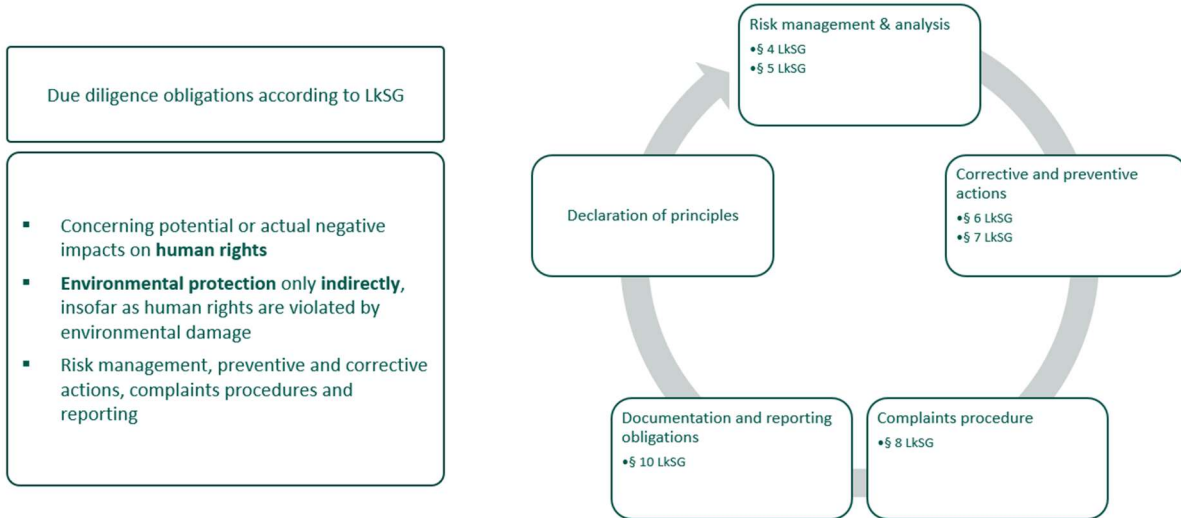 Due diligence obligations according to LkSG
▪ Concerning potential or actual negative
impacts on human rights
▪ Environmental protection only indirectly,
insofar as human rights are violated by
environmental damage
▪ Risk management, preventive and corrective
actions, complaints procedures and
reporting
Risk management & analysis
•§ 4 LkSG
•§ 5 LkSG
Corrective and preventive
actions
•§ 6 LkSG
•§ 7 LkSG
Complaints procedure
•§ 8 LkSG
Documentation and reporting
obligations
•§ 10 LkSG
Declaration of principles